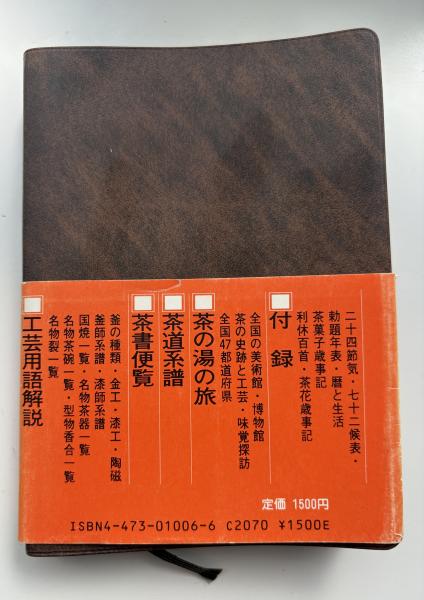 二十四節気・七十二候表・
勅題年表・暦と生活
茶菓子歳事記
利休百首・茶花歳事記
付録
全国の美術館・博物館
茶の史跡と工芸・味覚探訪
全国47都道府県
茶の湯の旅
茶道系譜
茶書便覧
釜の種類・金工・漆工・陶磁
釜師系譜・漆師系譜
国焼一覧・名物茶器一覧
名物茶碗一覧・型物香合一覧
名物裂一覧
工芸用語解説
定価 1500円
ISBN4-473-01006-6 C2070 ¥1500E